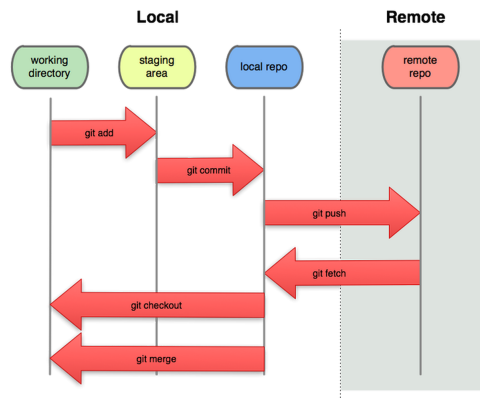 Local
Remote
working
directory
staging
area
local repo
remote
repo
git add
git commit
git push
git fetch
git checkout
git merge